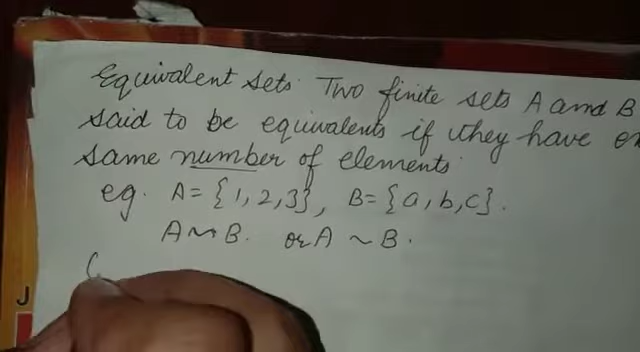 Equivalent sets: Two finite sets A and B
said to be equivalents if they have
same number of elements
eg. A = {1, 2, 3}, B = {a, b, c}.
A ~ B. or A ~ B.
J